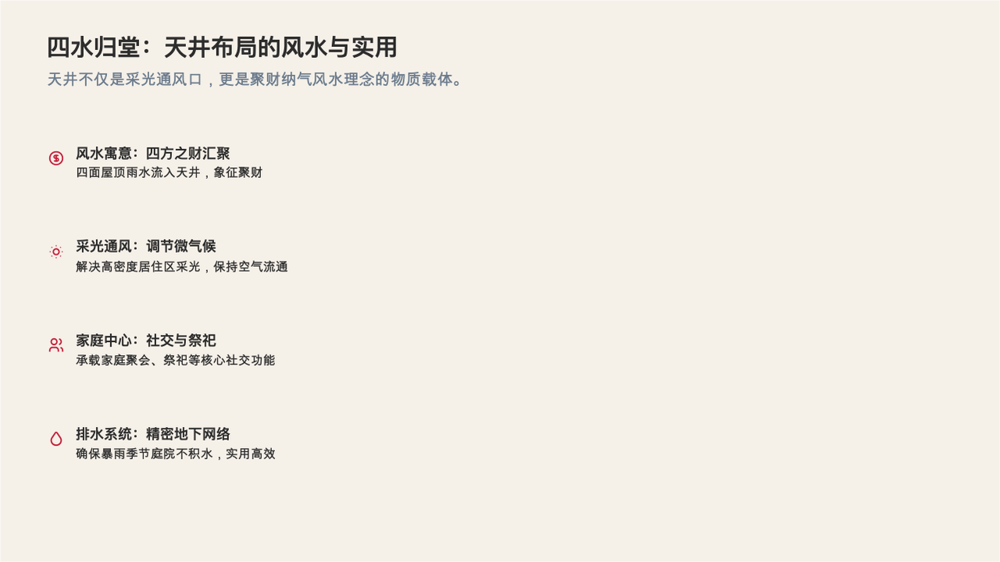 四水归堂：天井布局的风水与实用
天井不仅是采光通风口，更是聚财纳气风水理念的物质载体。
风水寓意：四方之财汇聚
四面屋顶雨水流入天井，象征聚财
采光通风：调节微气候
解决高密度居住区采光，保持空气流通
家庭中心：社交与祭祀
承载家庭聚会、祭祀等核心社交功能
排水系统：精密地下网络
确保暴雨季节庭院不积水，实用高效